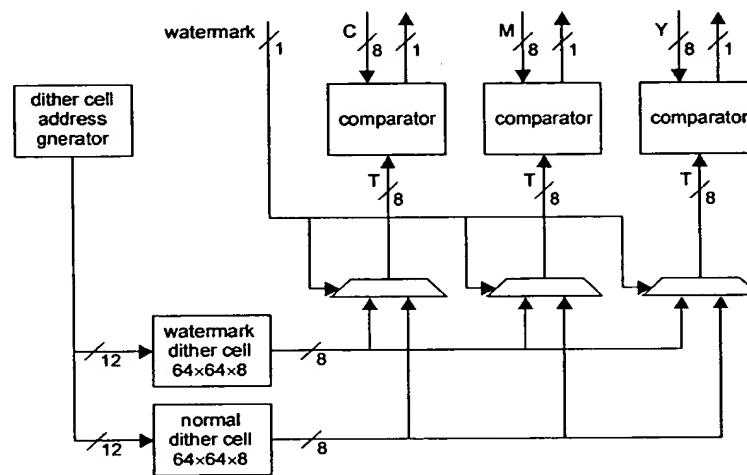 watermark 1
C 8 1
M 8 1
Y 8 1
dither cell
address
gnerator
comparator
comparator
comparator
T 8
T 8
T 8
12
watermark
dither cell
64×64×8
8
12
normal
dither cell
64×64×8
8